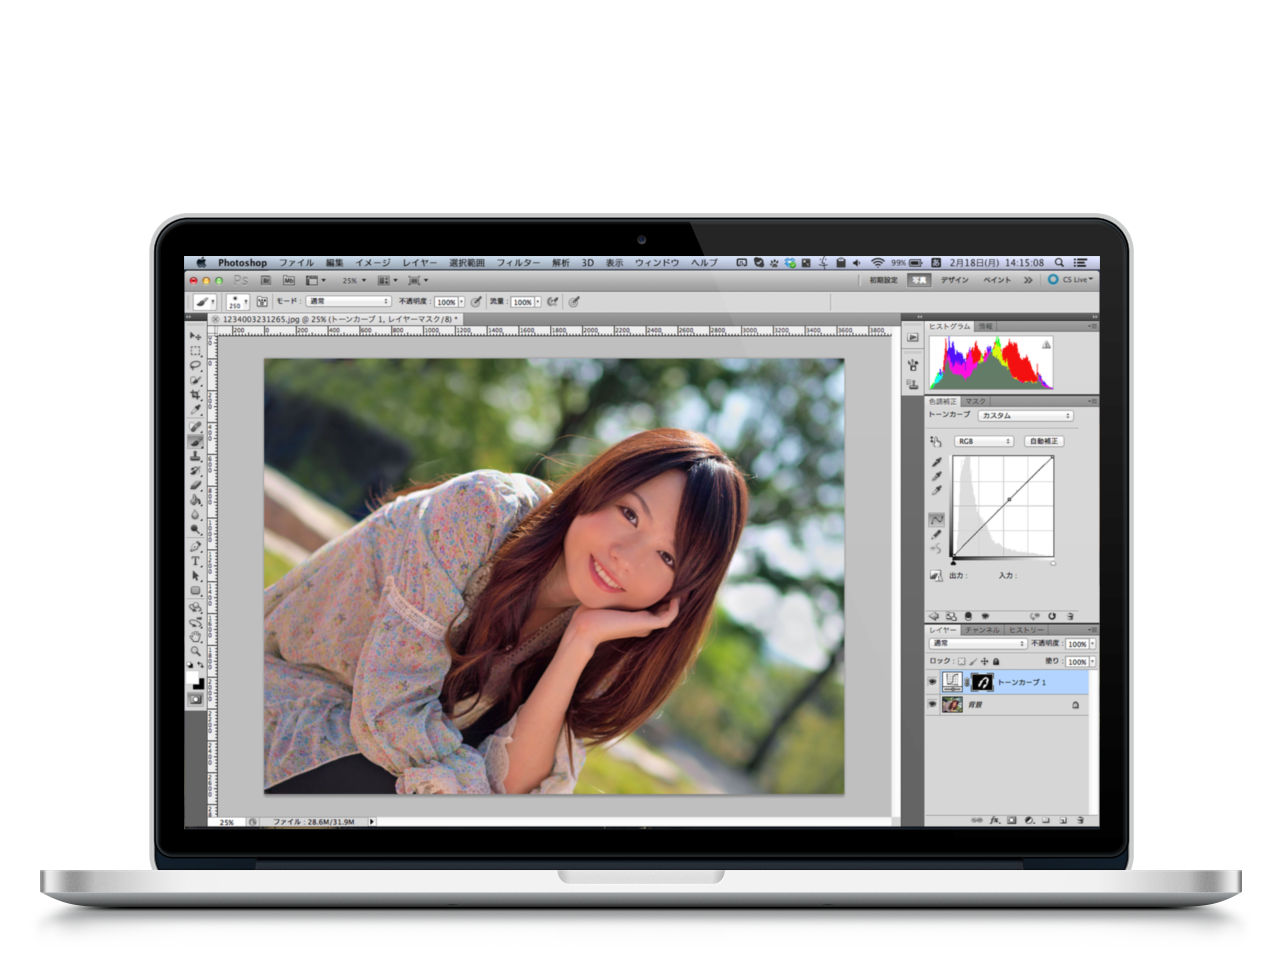 Photoshop ファイル 編集 イメージ レイヤー 選択範囲 フィルター 解析 3D 表示 ウィンドウ ヘルプ 99% 2月18日(月) 14:15:08
Ps Mb 25% 初期設定 写真 デザイン ペイント CS Live
250 モード : 通常 不透明度 : 100% 流量 : 100%
1234003231265.jpg @ 25% (トーンカーブ 1, レイヤーマスク/8) *
200 0 200 400 600 800 1000 1200 1400 1600 1800 2000 2200 2400 2600 2800 3000 3200 3400 3600 3800
ヒストグラム 情報
色調補正 マスク
トーンカーブ カスタム
RGB 自動補正
出力 : 入力 :
レイヤー チャンネル ヒストリー
通常 不透明度 : 100%
ロック : 塗り : 100%
トーンカーブ 1
背景
25% ファイル : 28.6M/31.9M